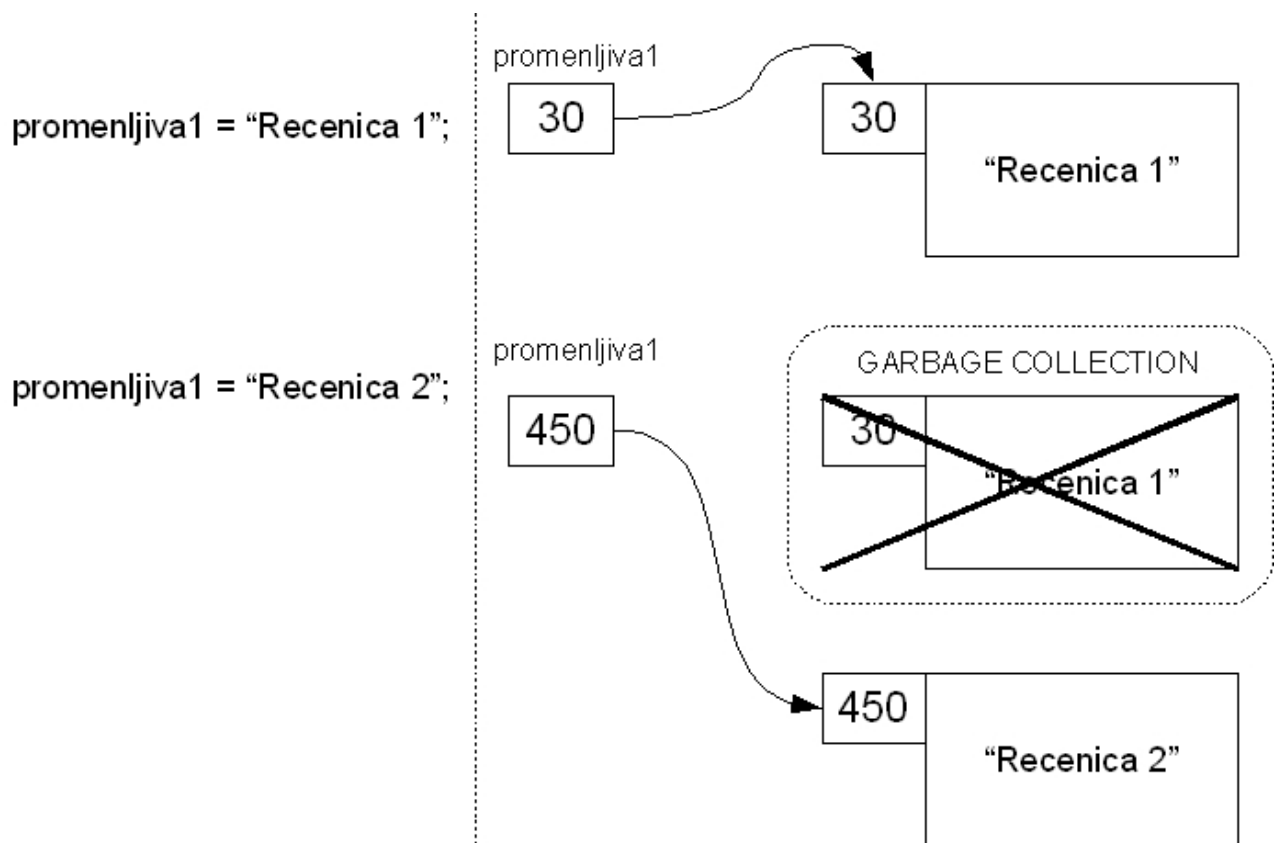 promenljiva1
promenljiva1 = “Recenica 1”;
30
30
“Recenica 1”
promenljiva1
GARBAGE COLLECTION
promenljiva1 = “Recenica 2”;
450
30
“Recenica 1”
450
“Recenica 2”